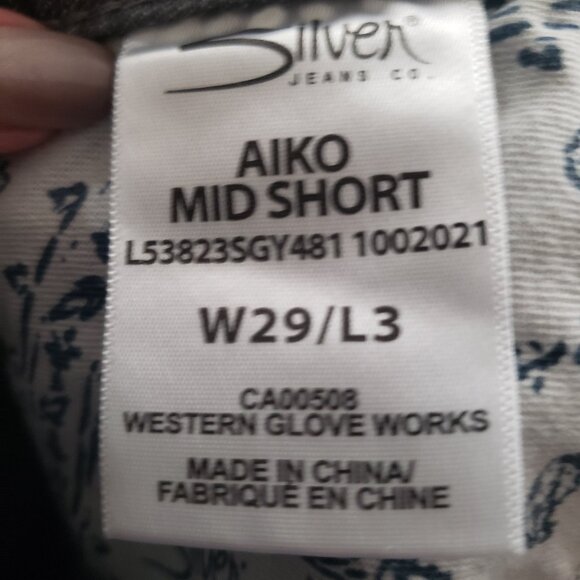 Silver
JEANS CO.
AIKO
MID SHORT
L53823SGY481 1002021
W29/L3
CA00508
WESTERN GLOVE WORKS
MADE IN CHINA/
FABRIQUÉ EN CHINE